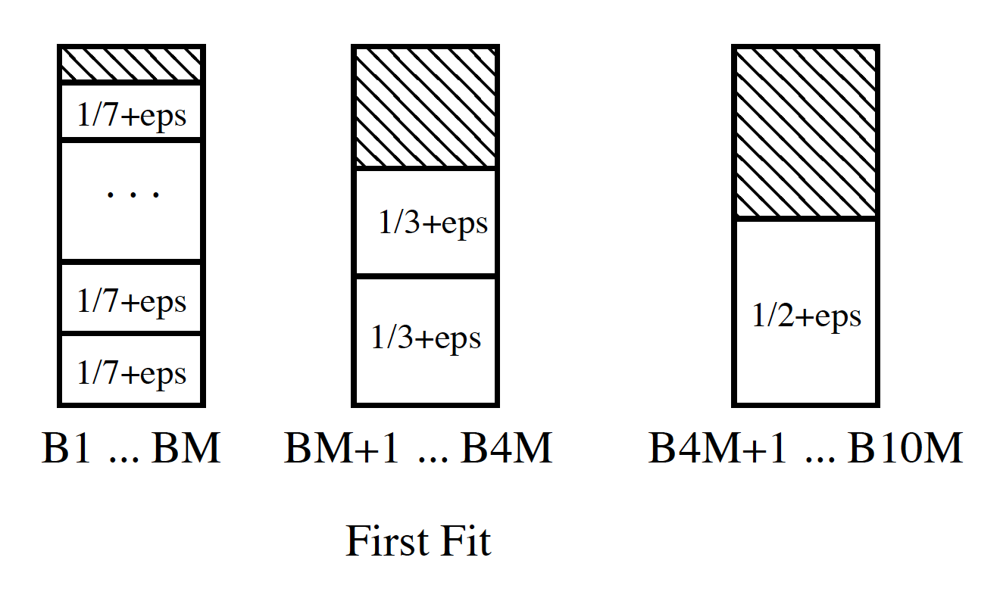 1/7+eps
. . .
1/7+eps
1/7+eps
1/3+eps
1/3+eps
1/2+eps
B1 ... BM
BM+1 ... B4M
B4M+1 ... B10M
First Fit